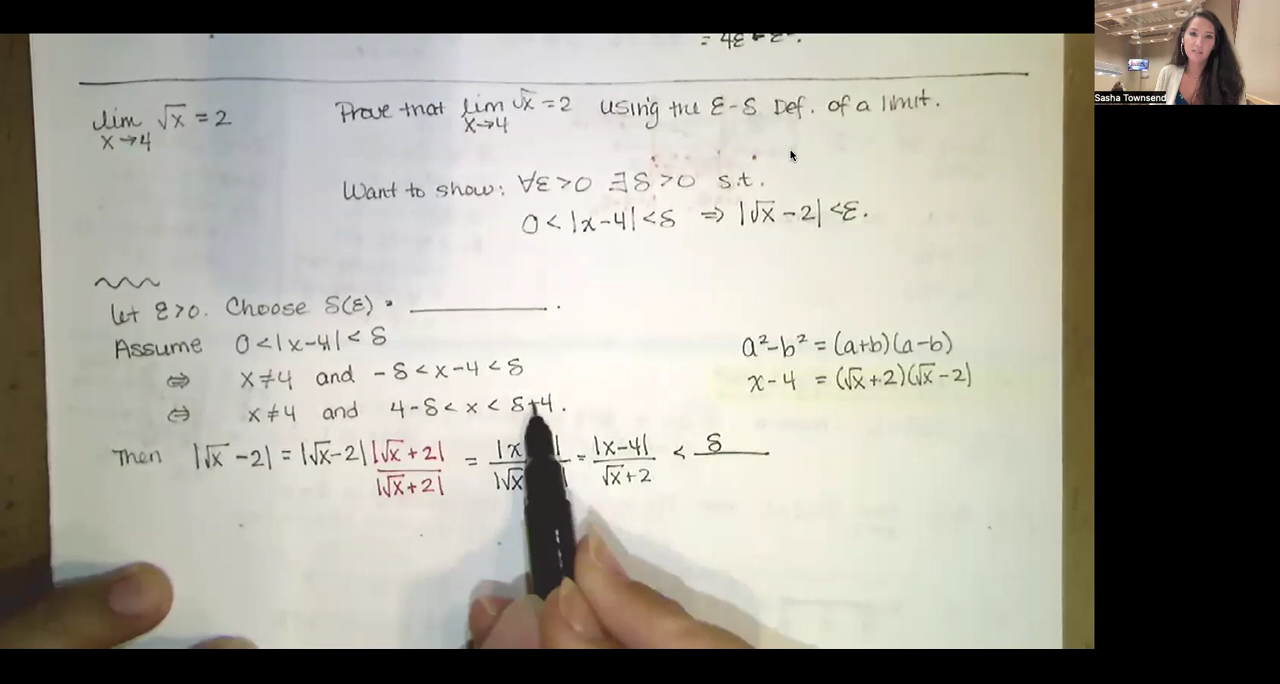 = 4ε + ε².
lim √x = 2
x→4
Prove that lim √x = 2 using the ε-δ Def. of a limit.
x→4
Want to show: ∀ε>0 ∃δ>0 s.t.
0 < |x-4| < δ ⇒ |√x - 2| < ε.
Let ε>0. Choose δ(ε) = ________.
Assume 0 < |x-4| < δ
⇔ x≠4 and -δ < x-4 < δ
⇔ x≠4 and 4-δ < x < δ+4.
a²-b² = (a+b)(a-b)
x-4 = (√x+2)(√x-2)
Then |√x - 2| = |√x-2| |√x+2| / |√x+2| = |x | / |√x | = |x-4| / √x+2 < δ
Sasha Townsend